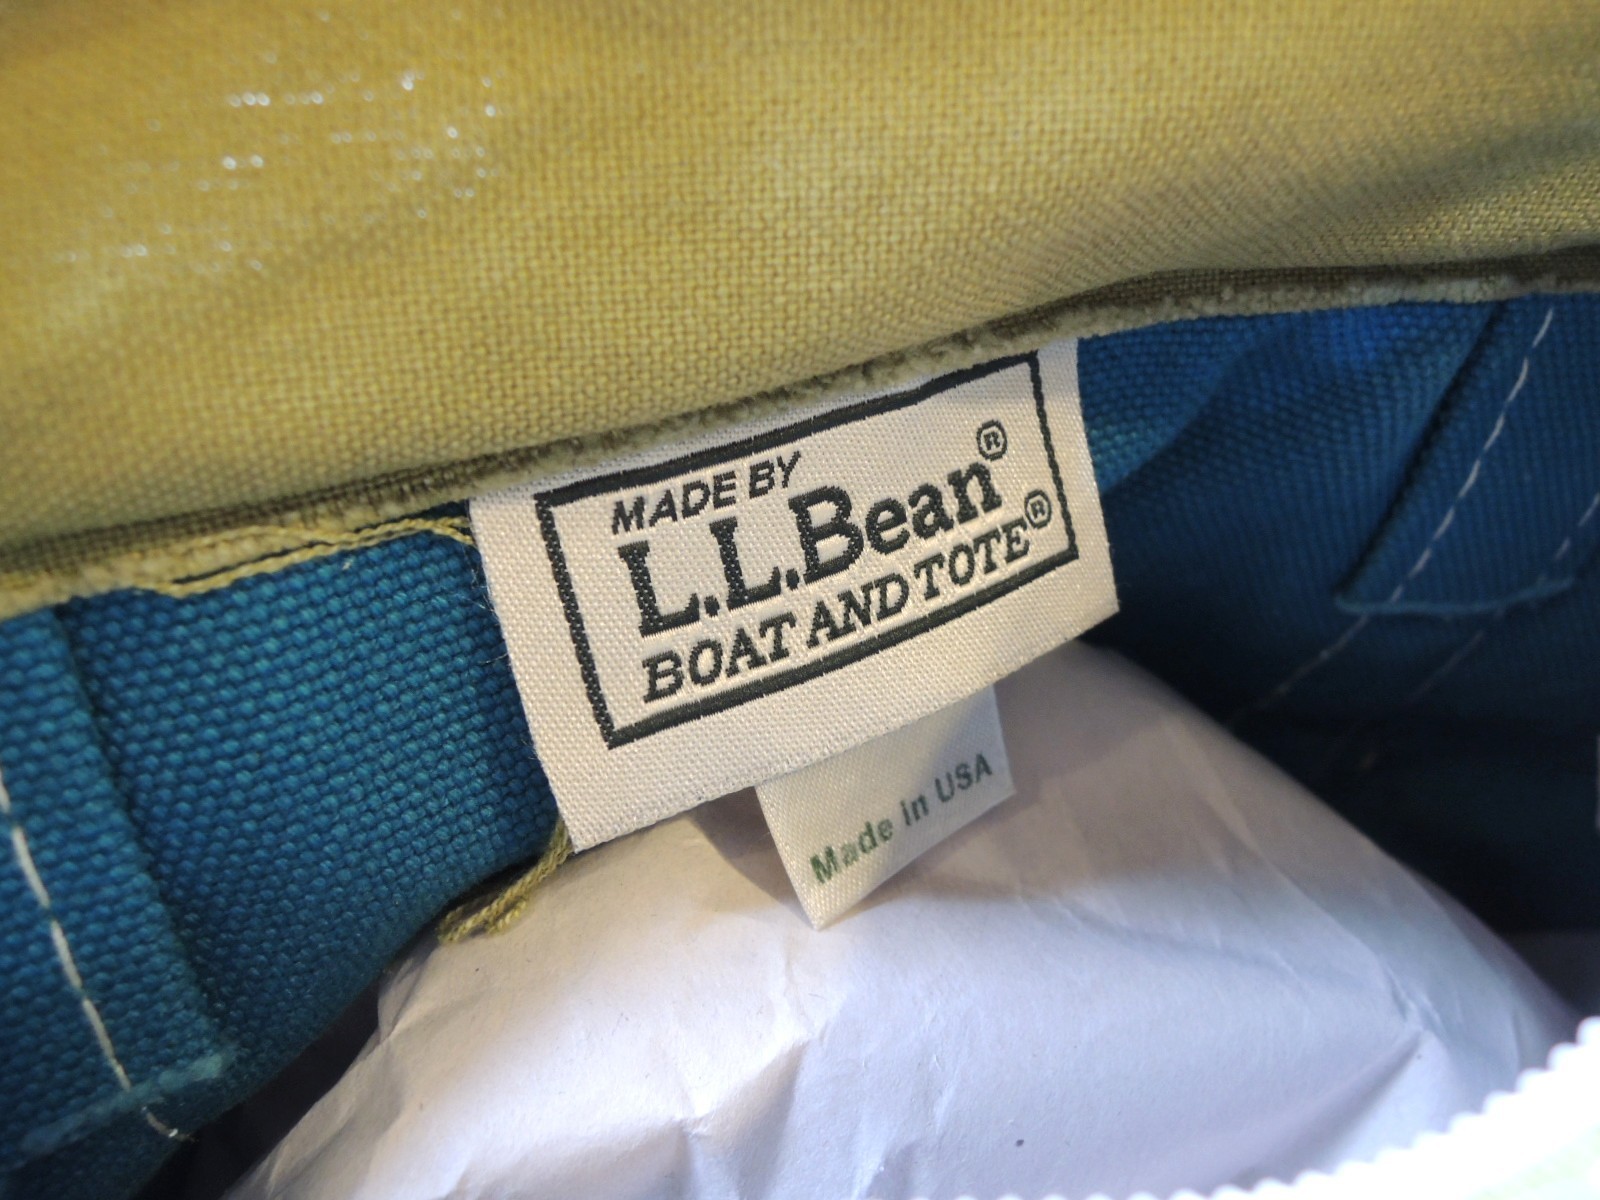 MADE BY
L.L.Bean®
BOAT AND TOTE®
Made in USA